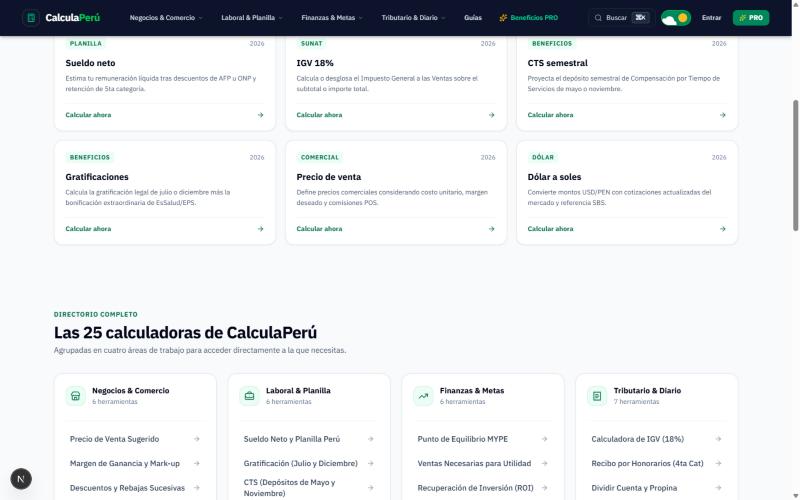 CalculaPerú
Negocios & Comercio
Laboral & Planilla
Finanzas & Metas
Tributario & Diario
Guías
Beneficios PRO
Buscar
⌘K
Entrar
PRO
PLANILLA
2026
Sueldo neto
Estima tu remuneración líquida tras descuentos de AFP u ONP y
retención de 5ta categoría.
Calcular ahora
SUNAT
2026
IGV 18%
Calcula o desglosa el Impuesto General a las Ventas sobre el
subtotal o importe total.
Calcular ahora
BENEFICIOS
2026
CTS semestral
Proyecta el depósito semestral de Compensación por Tiempo de
Servicios de mayo o noviembre.
Calcular ahora
BENEFICIOS
2026
Gratificaciones
Calcula la gratificación legal de julio o diciembre más la
bonificación extraordinaria de EsSalud/EPS.
Calcular ahora
COMERCIAL
2026
Precio de venta
Define precios comerciales considerando costo unitario, margen
deseado y comisiones POS.
Calcular ahora
DÓLAR
2026
Dólar a soles
Convierte montos USD/PEN con cotizaciones actualizadas del
mercado y referencia SBS.
Calcular ahora
DIRECTORIO COMPLETO
Las 25 calculadoras de CalculaPerú
Agrupadas en cuatro áreas de trabajo para acceder directamente a la que necesitas.
Negocios & Comercio
6 herramientas
Precio de Venta Sugerido
Margen de Ganancia y Mark-up
Descuentos y Rebajas Sucesivas
Laboral & Planilla
6 herramientas
Sueldo Neto y Planilla Perú
Gratificación (Julio y Diciembre)
CTS (Depósitos de Mayo y
Noviembre)
Finanzas & Metas
6 herramientas
Punto de Equilibrio MYPE
Ventas Necesarias para Utilidad
Recuperación de Inversión (ROI)
Tributario & Diario
7 herramientas
Calculadora de IGV (18%)
Recibo por Honorarios (4ta Cat)
Dividir Cuenta y Propina
N